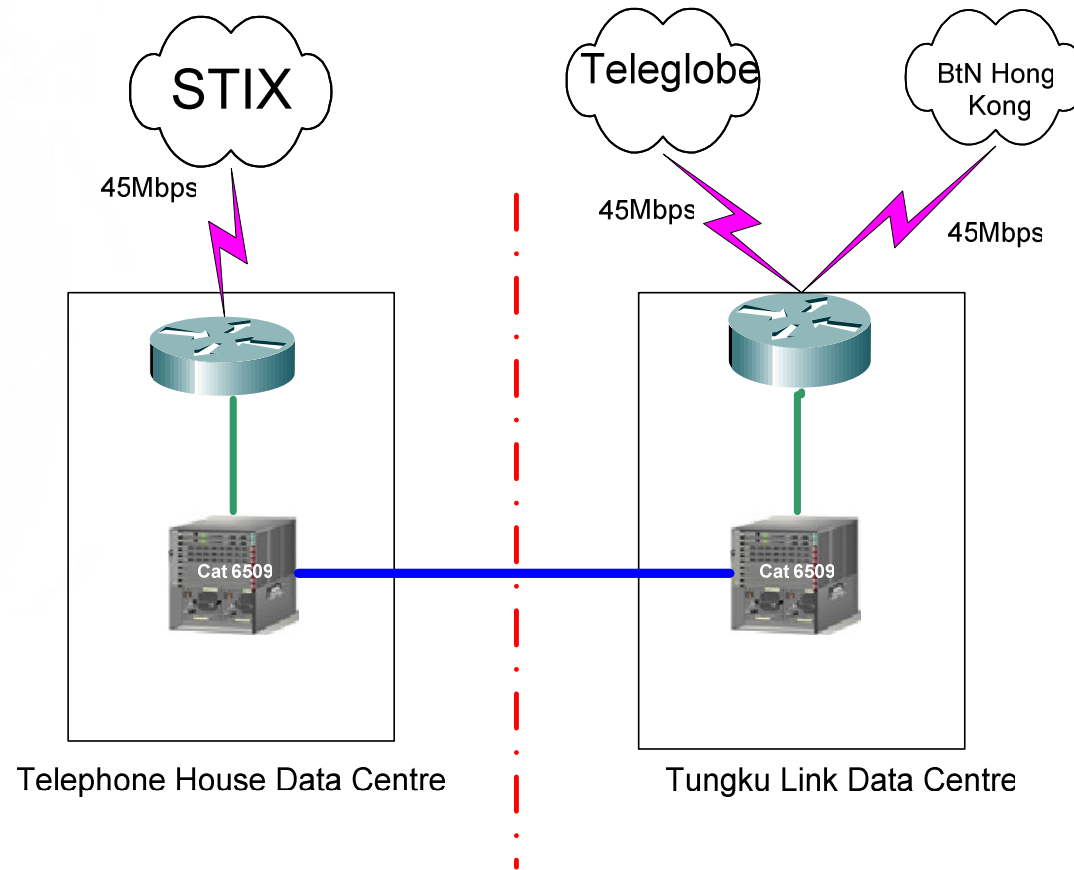 STIX
Teleglobe
BtN Hong
Kong
45Mbps
45Mbps
45Mbps
Cat 6509
Cat 6509
Telephone House Data Centre
Tungku Link Data Centre